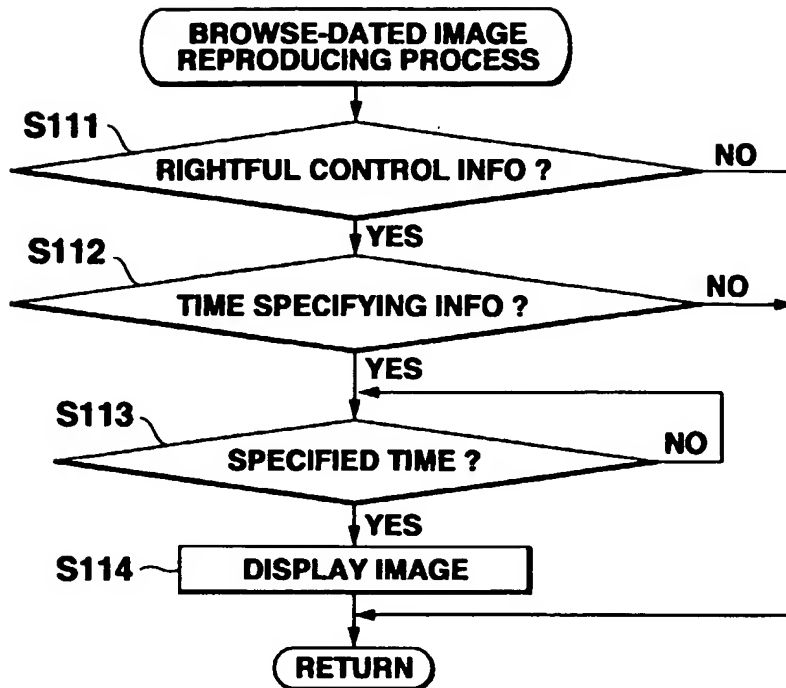 BROWSE-DATED IMAGE
REPRODUCING PROCESS
S111
RIGHTFUL CONTROL INFO ?
NO
YES
S112
TIME SPECIFYING INFO ?
NO
YES
S113
SPECIFIED TIME ?
NO
YES
S114
DISPLAY IMAGE
RETURN